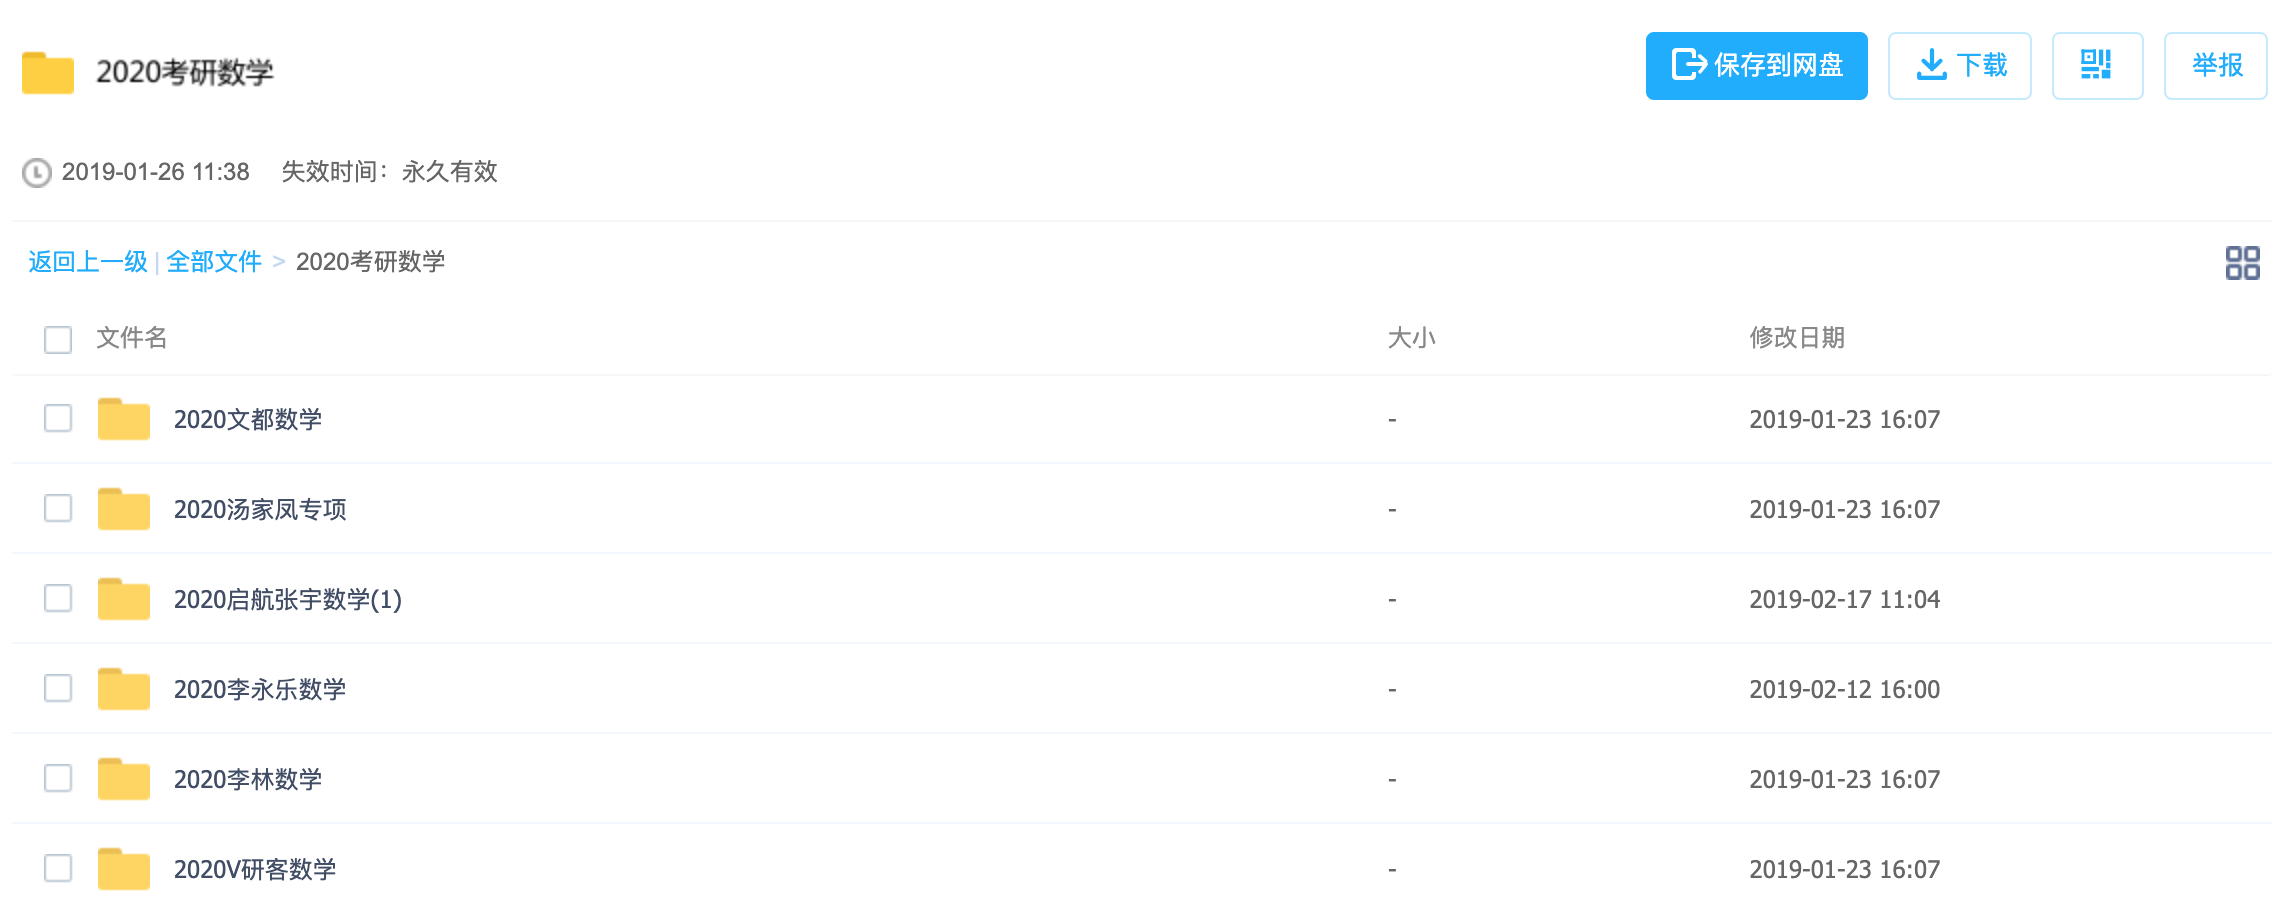 2020考研数学
保存到网盘 下载 举报
2019-01-26 11:38 失效时间：永久有效
返回上一级 | 全部文件 > 2020考研数学
文件名 大小 修改日期
2020文都数学 - 2019-01-23 16:07
2020汤家凤专项 - 2019-01-23 16:07
2020启航张宇数学(1) - 2019-02-17 11:04
2020李永乐数学 - 2019-02-12 16:00
2020李林数学 - 2019-01-23 16:07
2020V研客数学 - 2019-01-23 16:07